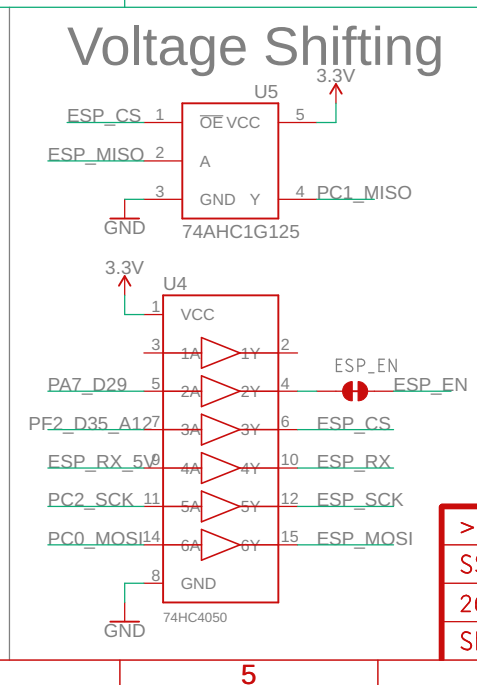 Voltage Shifting
3.3V
U5
ESP_CS 1 OE VCC 5
ESP_MISO 2 A
3 GND Y 4 PC1_MISO
GND
74AHC1G125
3.3V
U4
1 VCC
3 1A 1Y 2
ESP_EN
PA7_D29 5 2A 2Y 4 ESP_EN
PF2_D35_A12 7 3A 3Y 6 ESP_CS
ESP_RX_5V 9 4A 4Y 10 ESP_RX
PC2_SCK 11 5A 5Y 12 ESP_SCK
PC0_MOSI 14 6A 6Y 15 ESP_MOSI
8 GND
GND
74HC4050
>
5